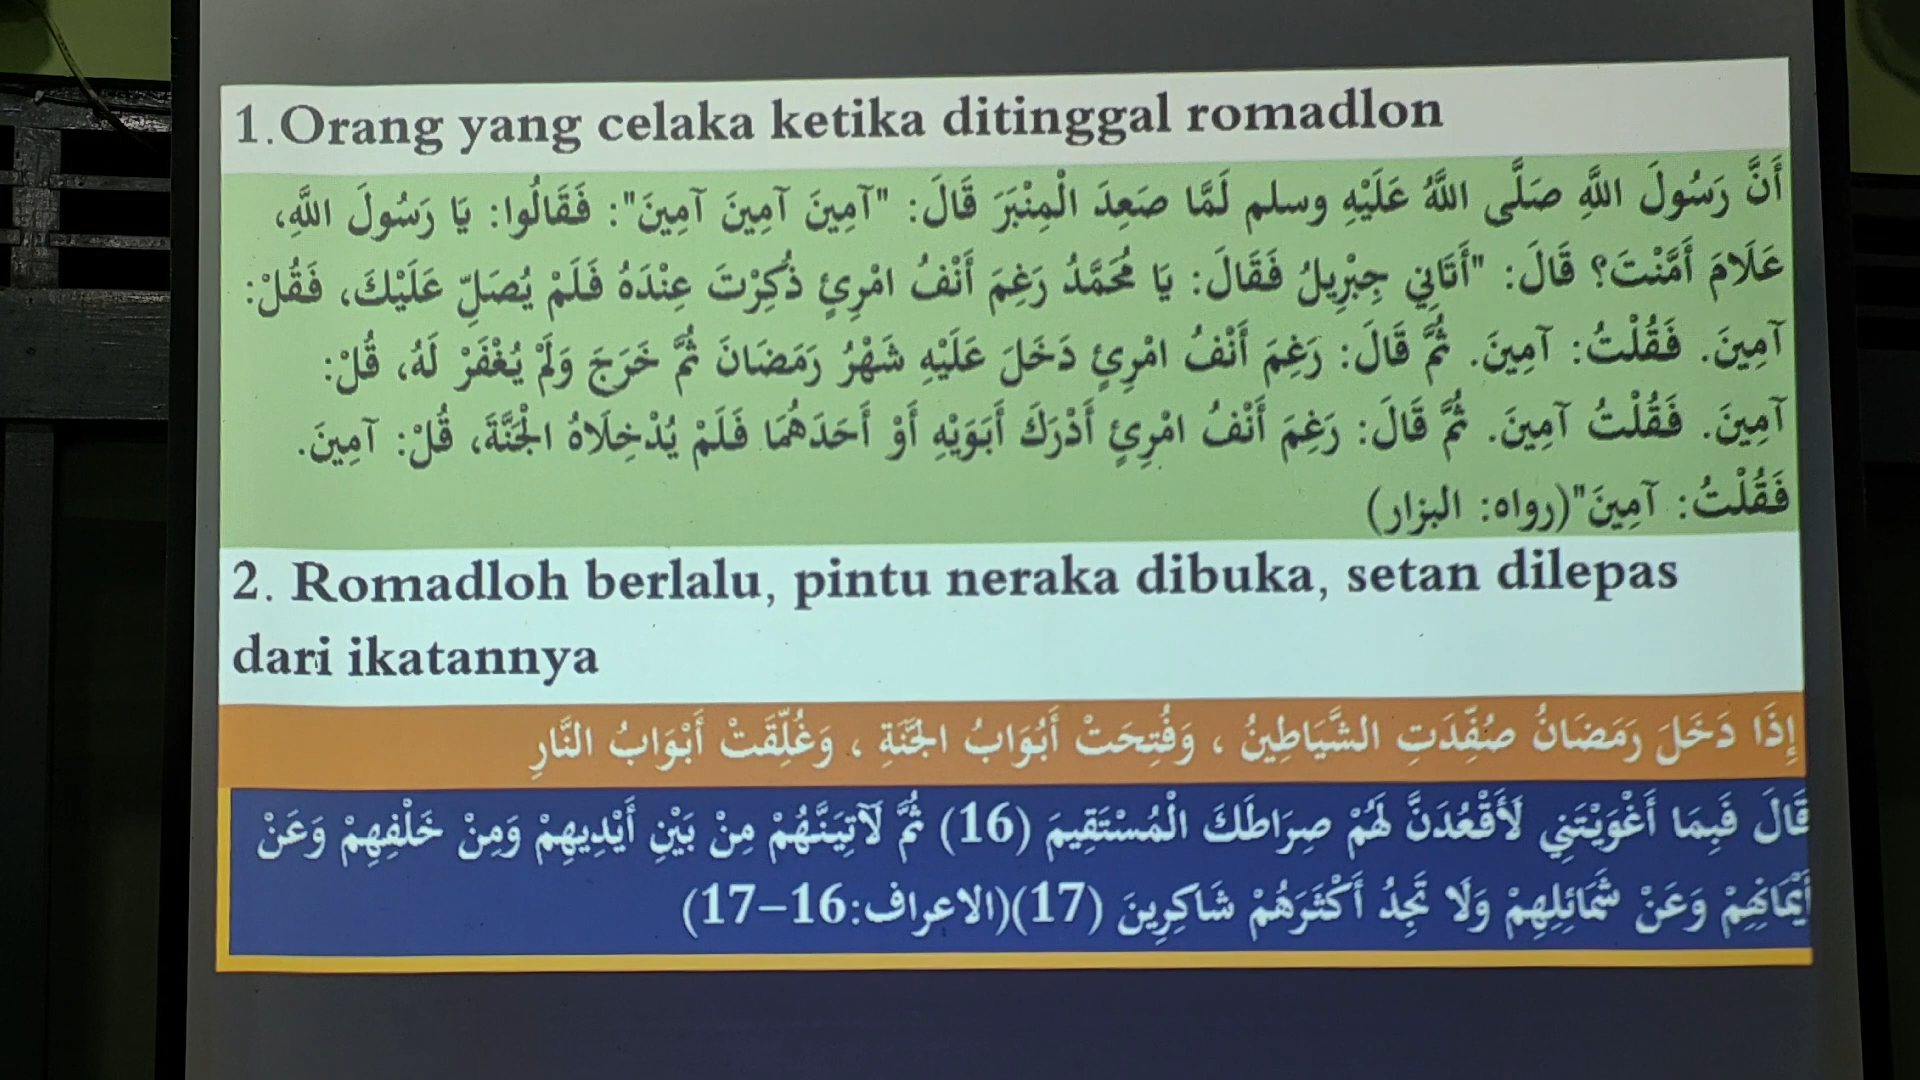 1.Orang yang celaka ketika ditinggal romadlon
أَنَّ رَسُولَ اللَّهِ صَلَّى اللَّهُ عَلَيْهِ وسلم لَمَّا صَعِدَ الْمِنْبَرَ قَالَ: "آمِينَ آمِينَ آمِينَ": فَقَالُوا: يَا رَسُولَ اللَّهِ،
عَلَامَ أَمَّنْتَ؟ قَالَ: "أَتَانِي جِبْرِيلُ فَقَالَ: يَا مُحَمَّدُ رَغِمَ أَنْفُ امْرِئٍ ذُكِرْتَ عِنْدَهُ فَلَمْ يُصَلِّ عَلَيْكَ، فَقُلْ:
آمِينَ. فَقُلْتُ: آمِينَ. ثُمَّ قَالَ: رَغِمَ أَنْفُ امْرِئٍ دَخَلَ عَلَيْهِ شَهْرُ رَمَضَانَ ثُمَّ خَرَجَ وَلَمْ يُغْفَرْ لَهُ، قُلْ:
آمِينَ. فَقُلْتُ آمِينَ. ثُمَّ قَالَ: رَغِمَ أَنْفُ امْرِئٍ أَدْرَكَ أَبَوَيْهِ أَوْ أَحَدَهُمَا فَلَمْ يُدْخِلَاهُ الْجَنَّةَ، قُلْ: آمِينَ.
فَقُلْتُ: آمِينَ"(رواه: البزار)
2. Romadloh berlalu, pintu neraka dibuka, setan dilepas
dari ikatannya
إِذَا دَخَلَ رَمَضَانُ صُفِّدَتِ الشَّيَاطِينُ ، وَفُتِحَتْ أَبْوَابُ الجَنَّةِ ، وَغُلِّقَتْ أَبْوَابُ النَّارِ
قَالَ فَبِمَا أَغْوَيْتَنِي لَأَقْعُدَنَّ لَهُمْ صِرَاطَكَ الْمُسْتَقِيمَ (16) ثُمَّ لَآتِيَنَّهُمْ مِنْ بَيْنِ أَيْدِيهِمْ وَمِنْ خَلْفِهِمْ وَعَنْ
أَيْمَانِهِمْ وَعَنْ شَمَائِلِهِمْ وَلَا تَجِدُ أَكْثَرَهُمْ شَاكِرِينَ (17)(الاعراف:16–17)